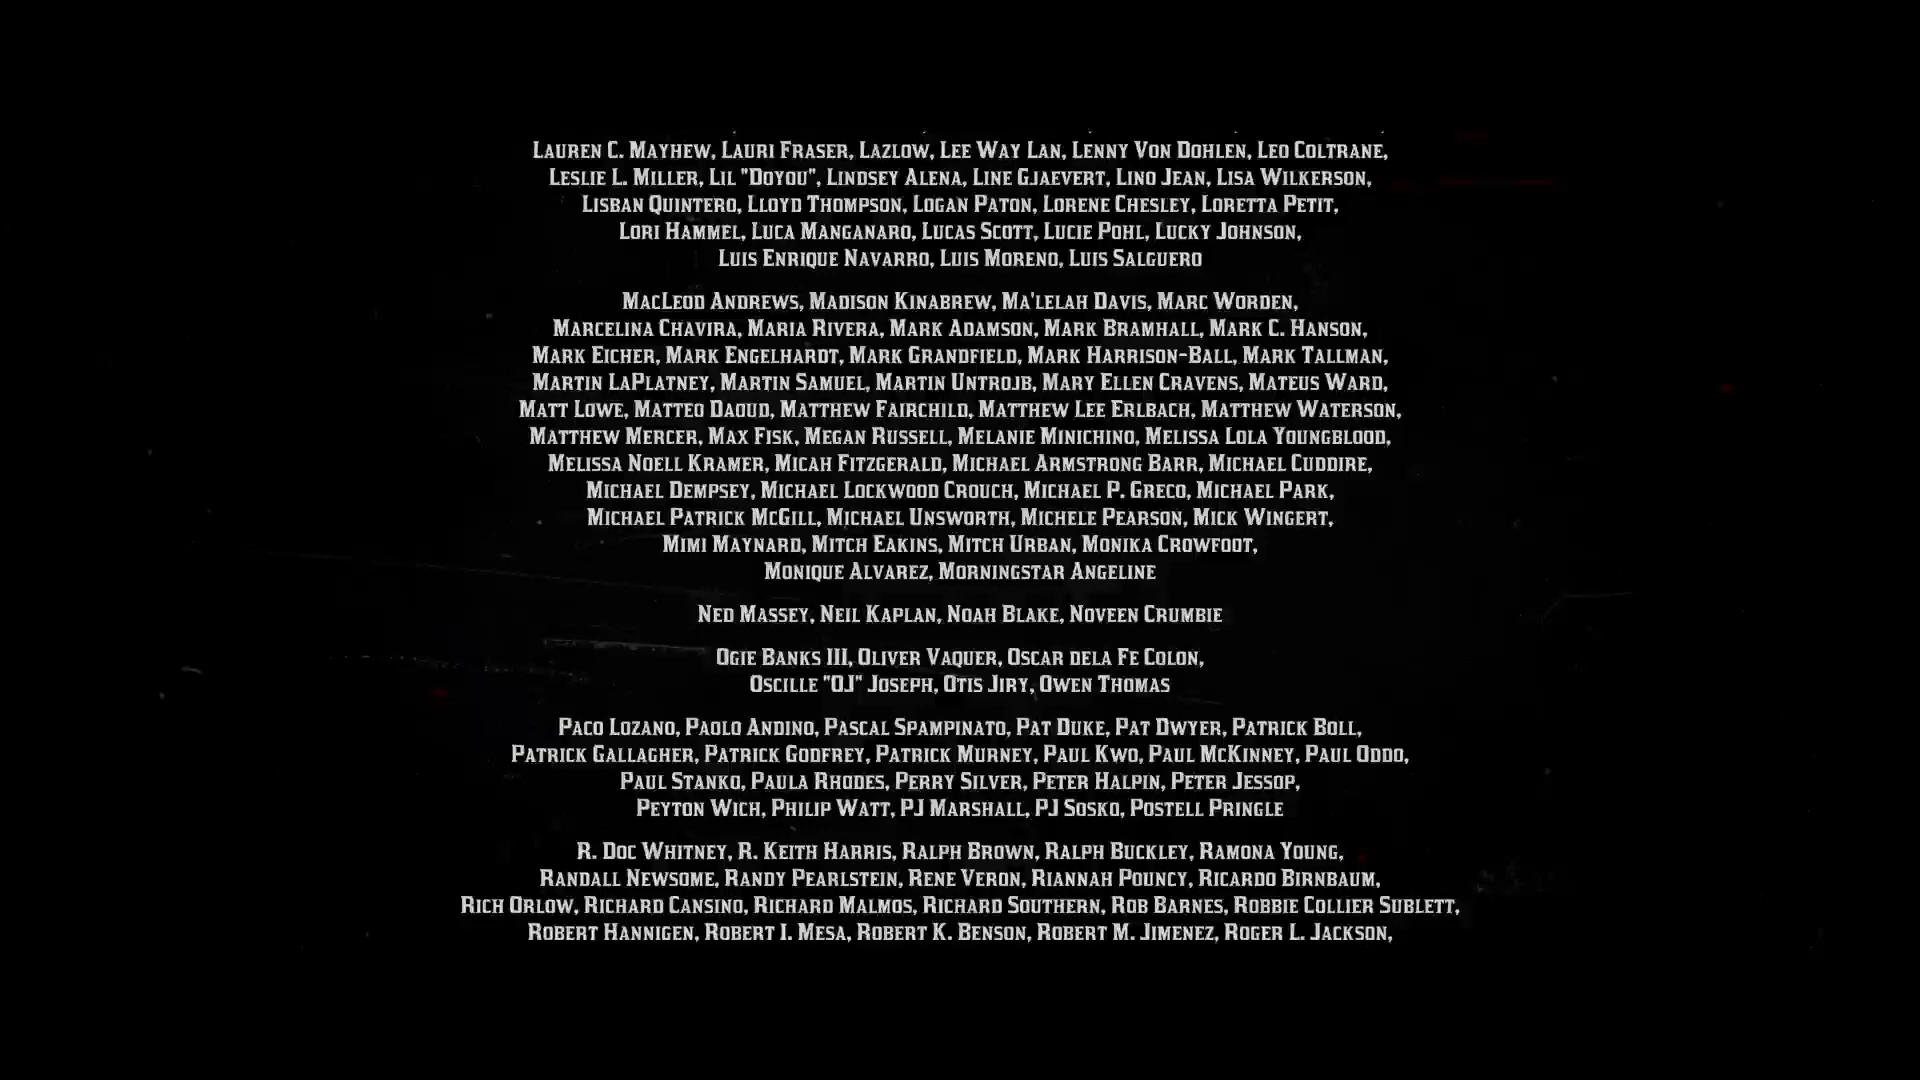 Lauren C. Mayhew, Lauri Fraser, Lazlow, Lee Way Lan, Lenny Von Dohlen, Leo Coltrane,
Leslie L. Miller, Lil "Doyou", Lindsey Alena, Line Gjaevert, Lino Jean, Lisa Wilkerson,
Lisban Quintero, Lloyd Thompson, Logan Paton, Lorene Chesley, Loretta Petit,
Lori Hammel, Luca Manganaro, Lucas Scott, Lucie Pohl, Lucky Johnson,
Luis Enrique Navarro, Luis Moreno, Luis Salguero
MacLeod Andrews, Madison Kinabrew, Ma'lelah Davis, Marc Worden,
Marcelina Chavira, Maria Rivera, Mark Adamson, Mark Bramhall, Mark C. Hanson,
Mark Eicher, Mark Engelhardt, Mark Grandfield, Mark Harrison-Ball, Mark Tallman,
Martin LaPlatney, Martin Samuel, Martin Untrojb, Mary Ellen Cravens, Mateus Ward,
Matt Lowe, Matteo Daoud, Matthew Fairchild, Matthew Lee Erlbach, Matthew Waterson,
Matthew Mercer, Max Fisk, Megan Russell, Melanie Minichino, Melissa Lola Youngblood,
Melissa Noell Kramer, Micah Fitzgerald, Michael Armstrong Barr, Michael Cuddire,
Michael Dempsey, Michael Lockwood Crouch, Michael P. Greco, Michael Park,
Michael Patrick McGill, Michael Unsworth, Michele Pearson, Mick Wingert,
Mimi Maynard, Mitch Eakins, Mitch Urban, Monika Crowfoot,
Monique Alvarez, Morningstar Angeline
Ned Massey, Neil Kaplan, Noah Blake, Noveen Crumbie
Ogie Banks III, Oliver Vaquer, Oscar dela Fe Colon,
Oscille "OJ" Joseph, Otis Jiry, Owen Thomas
Paco Lozano, Paolo Andino, Pascal Spampinato, Pat Duke, Pat Dwyer, Patrick Boll,
Patrick Gallagher, Patrick Godfrey, Patrick Murney, Paul Kwo, Paul McKinney, Paul Oddo,
Paul Stanko, Paula Rhodes, Perry Silver, Peter Halpin, Peter Jessop,
Peyton Wich, Philip Watt, PJ Marshall, PJ Sosko, Postell Pringle
R. Doc Whitney, R. Keith Harris, Ralph Brown, Ralph Buckley, Ramona Young,
Randall Newsome, Randy Pearlstein, Rene Veron, Riannah Pouncy, Ricardo Birnbaum,
Rich Orlow, Richard Cansino, Richard Malmos, Richard Southern, Rob Barnes, Robbie Collier Sublett,
Robert Hannigen, Robert I. Mesa, Robert K. Benson, Robert M. Jimenez, Roger L. Jackson,